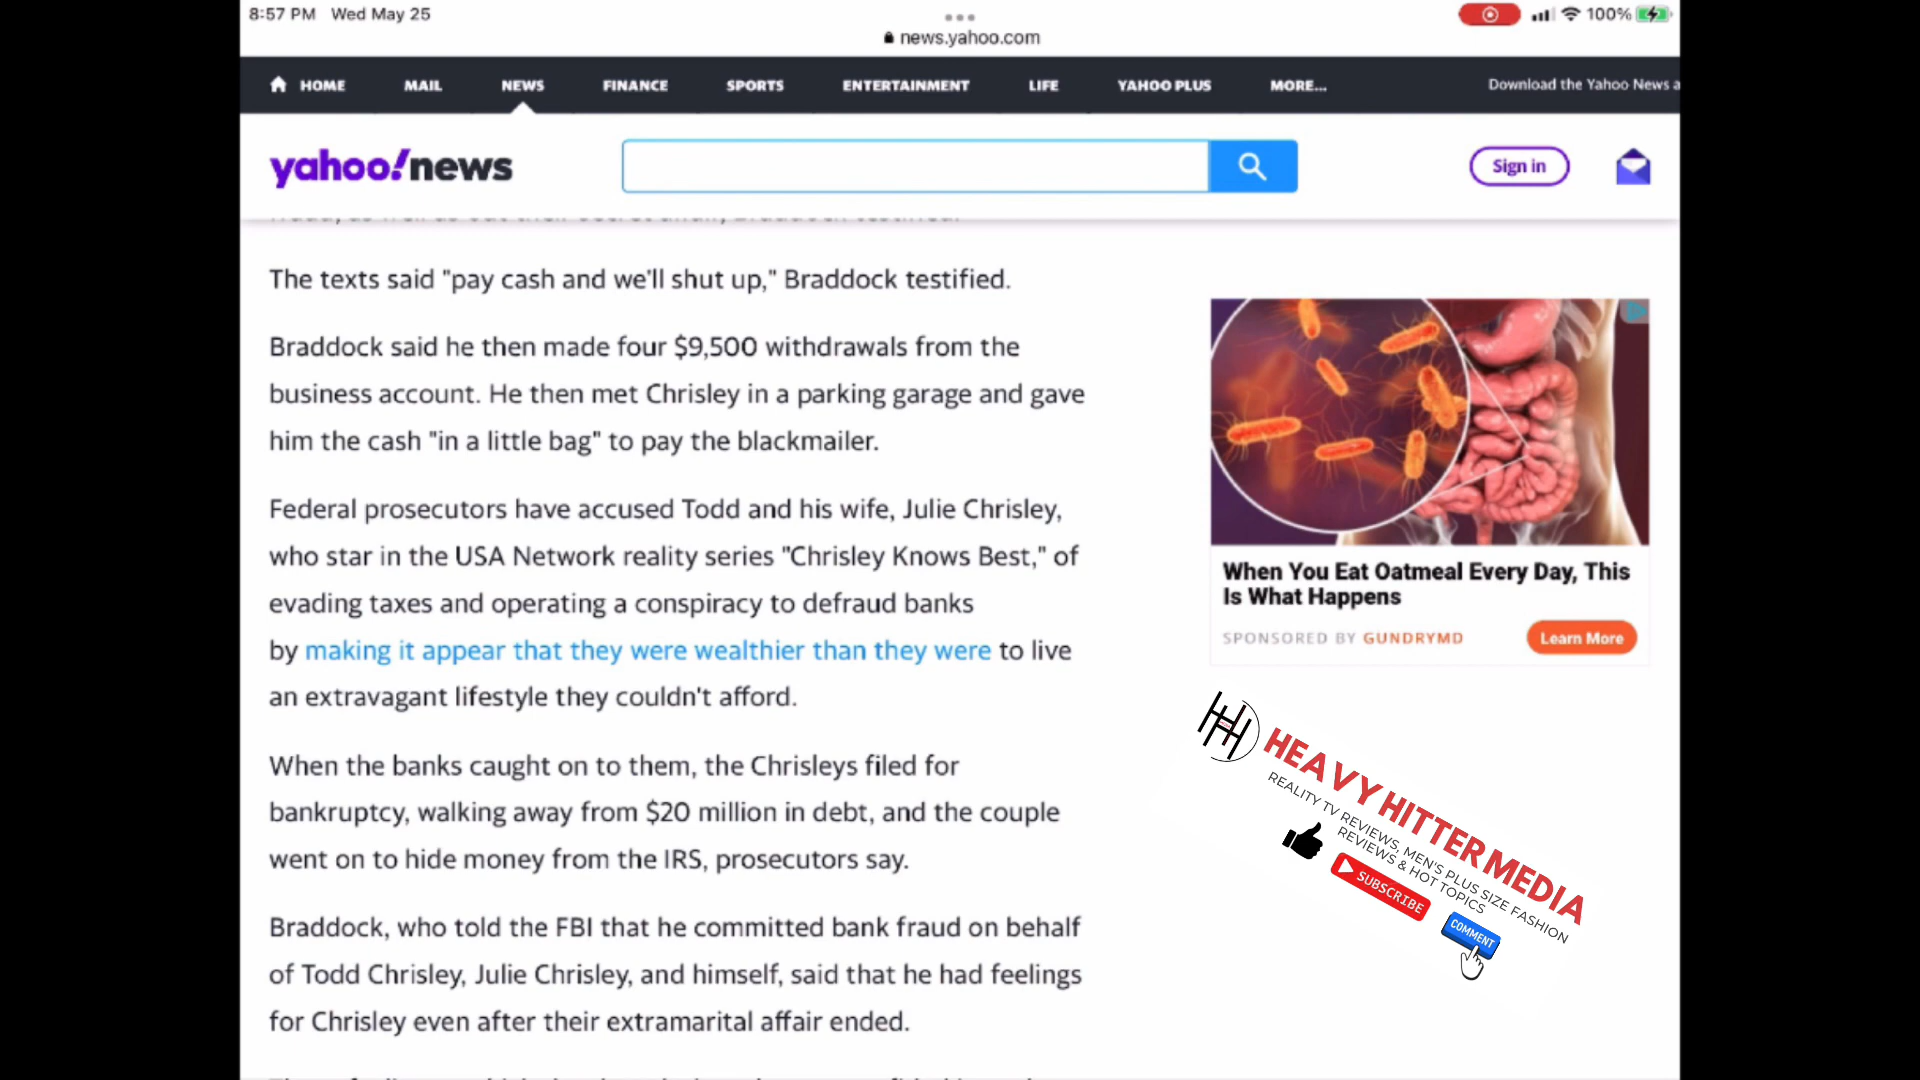 8:57 PM Wed May 25
100%
news.yahoo.com
HOME MAIL NEWS FINANCE SPORTS ENTERTAINMENT LIFE YAHOO PLUS MORE... Download the Yahoo News a
yahoo!news
Sign in
The texts said "pay cash and we'll shut up," Braddock testified.
Braddock said he then made four $9,500 withdrawals from the
business account. He then met Chrisley in a parking garage and gave
him the cash "in a little bag" to pay the blackmailer.
Federal prosecutors have accused Todd and his wife, Julie Chrisley,
who star in the USA Network reality series "Chrisley Knows Best," of
evading taxes and operating a conspiracy to defraud banks
by making it appear that they were wealthier than they were to live
an extravagant lifestyle they couldn't afford.
When the banks caught on to them, the Chrisleys filed for
bankruptcy, walking away from $20 million in debt, and the couple
went on to hide money from the IRS, prosecutors say.
Braddock, who told the FBI that he committed bank fraud on behalf
of Todd Chrisley, Julie Chrisley, and himself, said that he had feelings
for Chrisley even after their extramarital affair ended.
When You Eat Oatmeal Every Day, This
Is What Happens
SPONSORED BY GUNDRYMD
Learn More
HEAVY HITTER MEDIA
REALITY TV REVIEWS, MEN'S PLUS SIZE FASHION
REVIEWS & HOT TOPICS
SUBSCRIBE
COMMENT